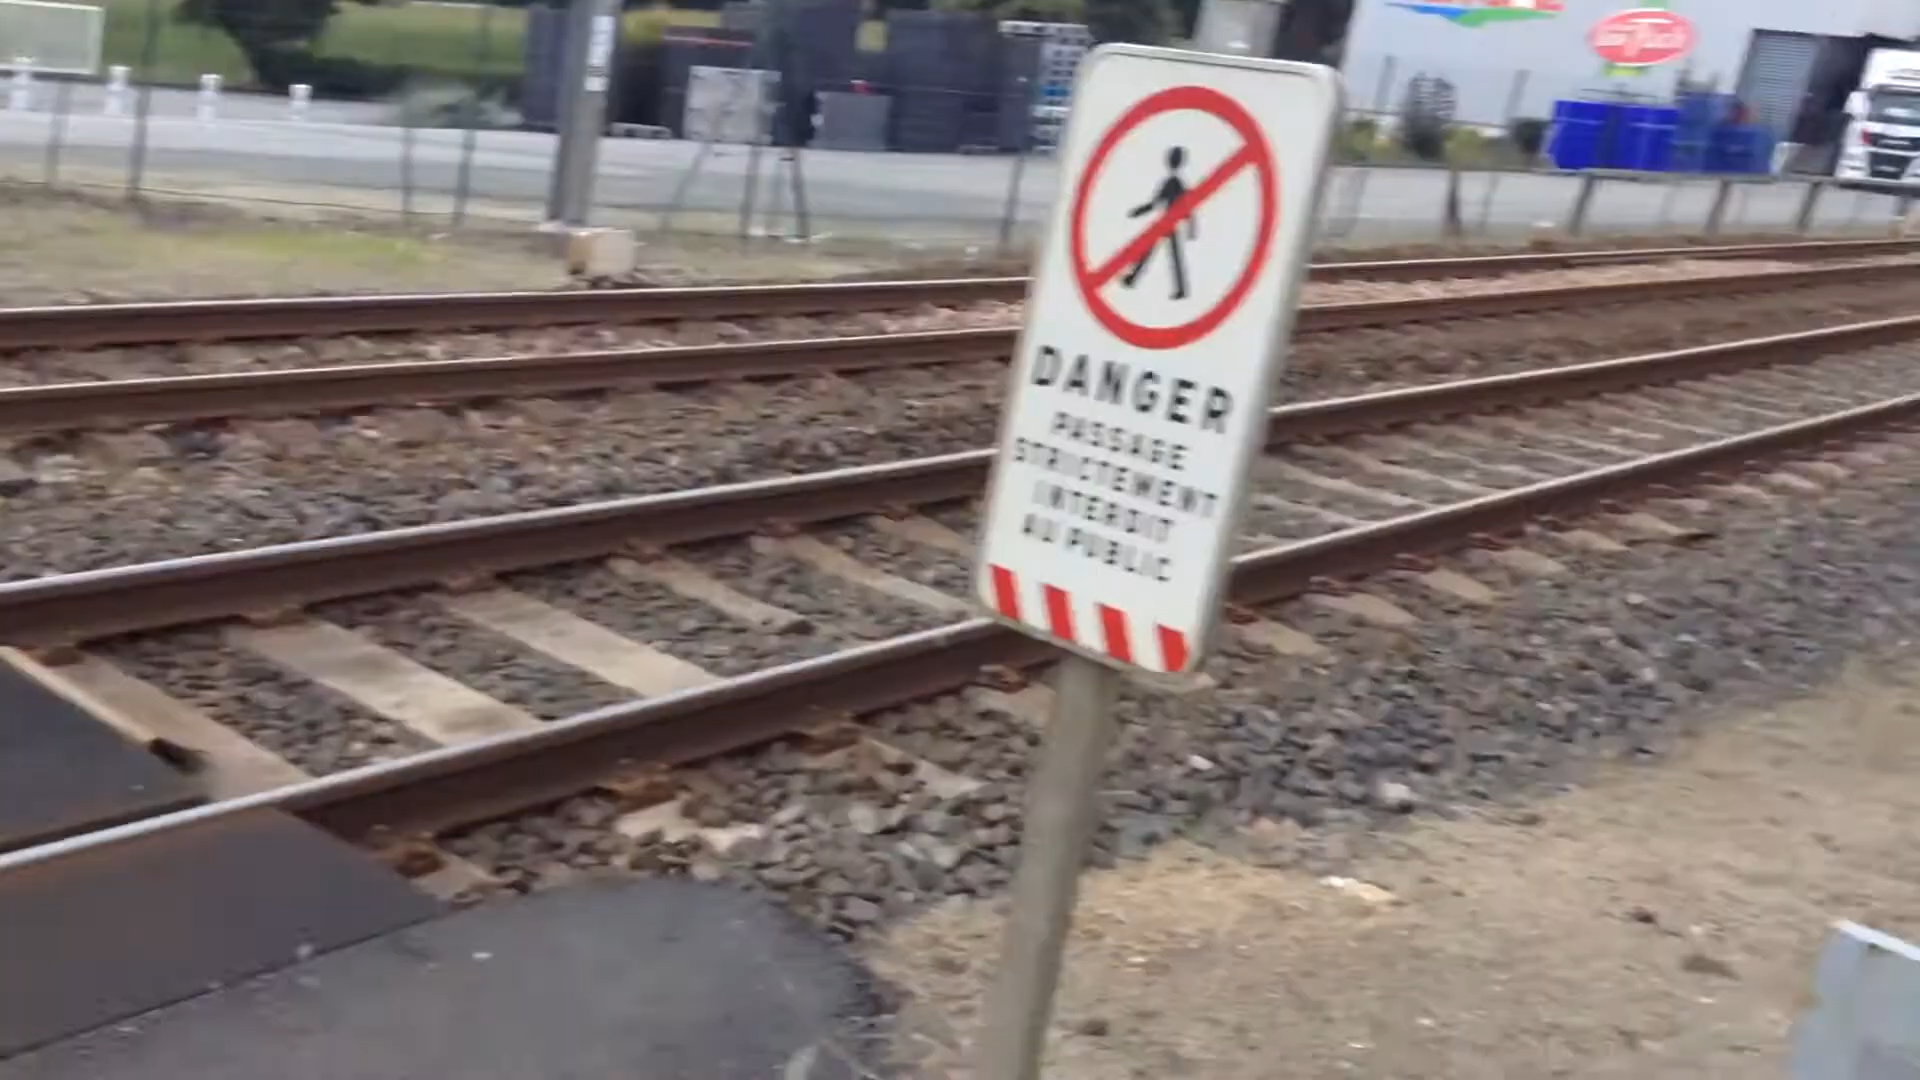 DANGER
PASSAGE
STRICTEMENT
INTERDIT
AU PUBLIC